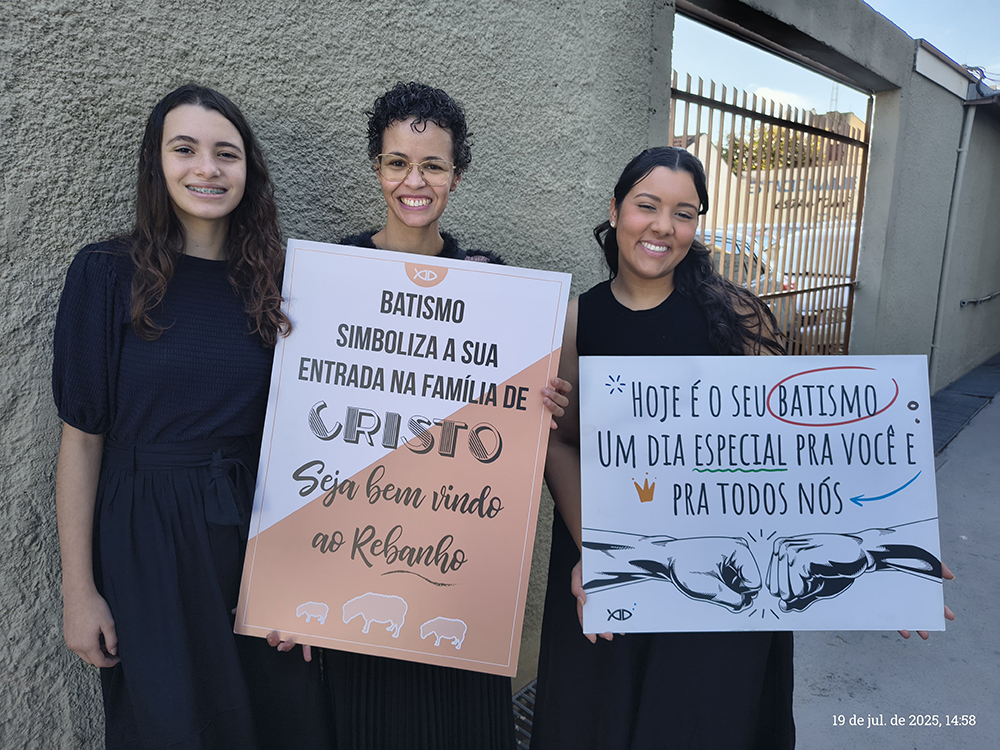 BATISMO
SIMBOLIZA A SUA
ENTRADA NA FAMÍLIA DE
CRISTO
Seja bem vindo
ao Rebanho
HOJE É O SEU BATISMO
UM DIA ESPECIAL PRA VOCÊ E
PRA TODOS NÓS
19 de jul. de 2025, 14:58